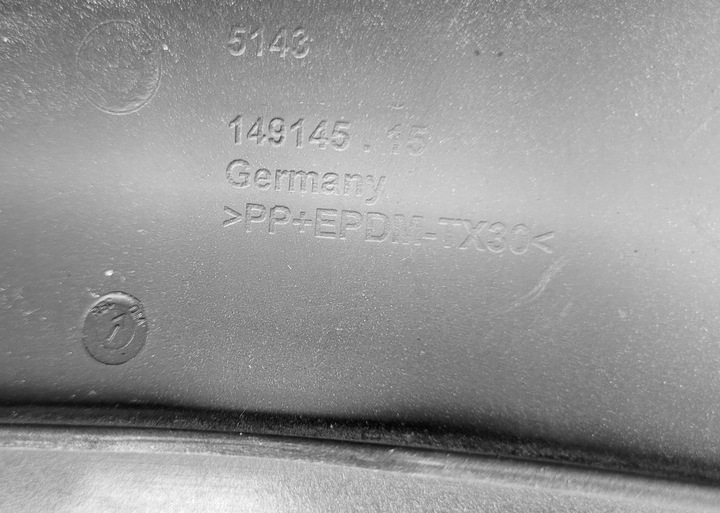 5143
149145 . 15
Germany
>PP+EPDM-TX30<